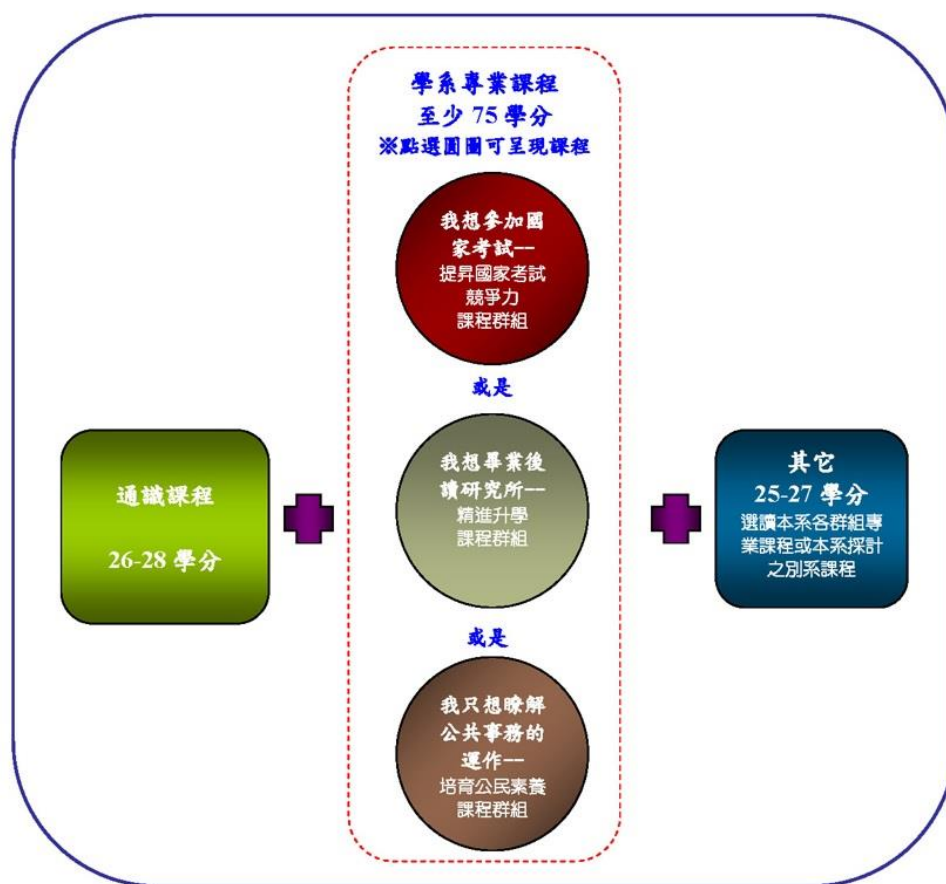 學系專業課程
至少 75 學分
※點選圓圖可呈現課程
我想參加國
家考試--
提昇國家考試
競爭力
課程群組
或是
通識課程
26-28 學分
我想畢業後
讀研究所--
精進升學
課程群組
其它
25-27 學分
選讀本系各群組專
業課程或本系採計
之別系課程
或是
我只想瞭解
公共事務的
運作--
培育公民素養
課程群組